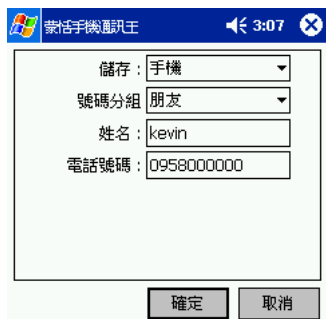 蒙恬手機通訊王 3:07
儲存：手機
號碼分組 朋友
姓名：kevin
電話號碼：0958000000
確定 取消